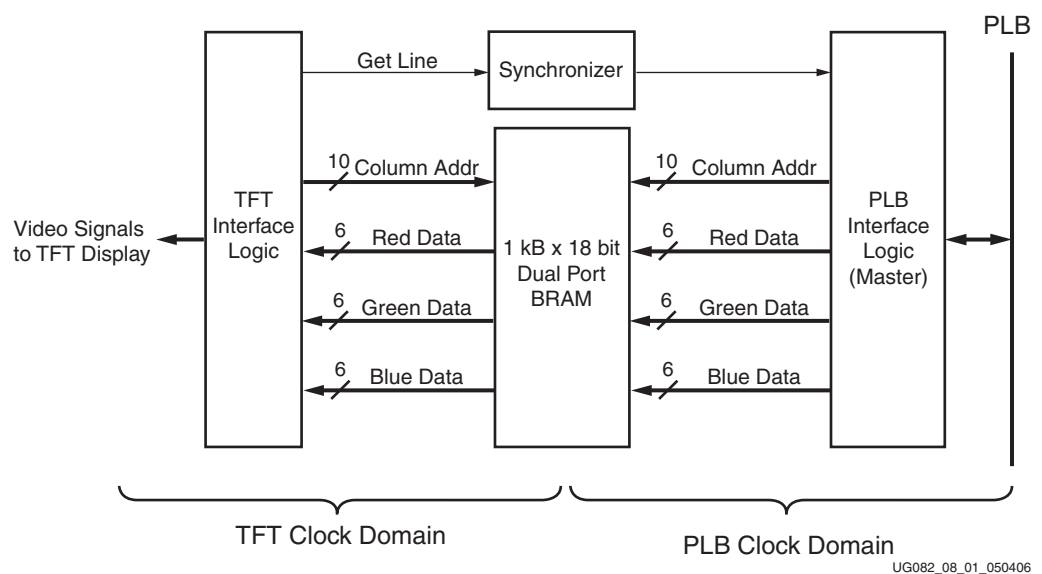 PLB
Get Line
Synchronizer
10
Column Addr
10
Column Addr
TFT
Interface
Logic
PLB
Interface
Logic
(Master)
Video Signals
to TFT Display
6
Red Data
1 kB x 18 bit
Dual Port
BRAM
6
Red Data
6
Green Data
6
Green Data
6
Blue Data
6
Blue Data
TFT Clock Domain
PLB Clock Domain
UG082_08_01_050406